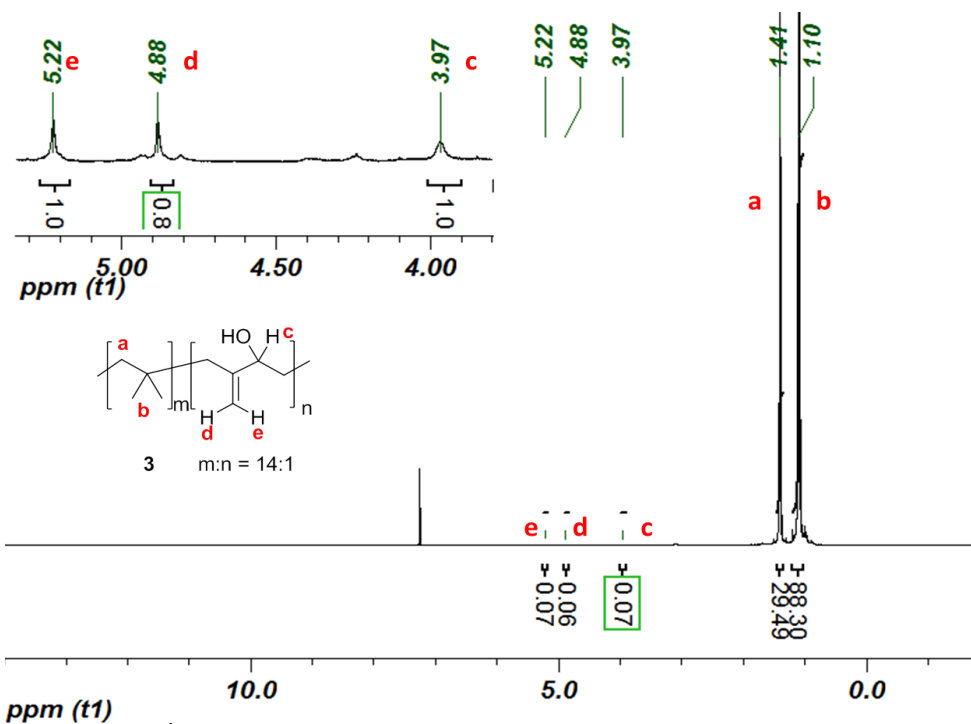 5.22 e 4.88 d 3.97 c
1.0 0.8 1.0
5.00 4.50 4.00
ppm (t1)
5.22 4.88 3.97 1.41 1.10
a b
HO H c
a
b m n
H H
d e
3 m:n = 14:1
e d c
0.07 0.06 0.07 29.49 88.30
10.0 5.0 0.0
ppm (t1)